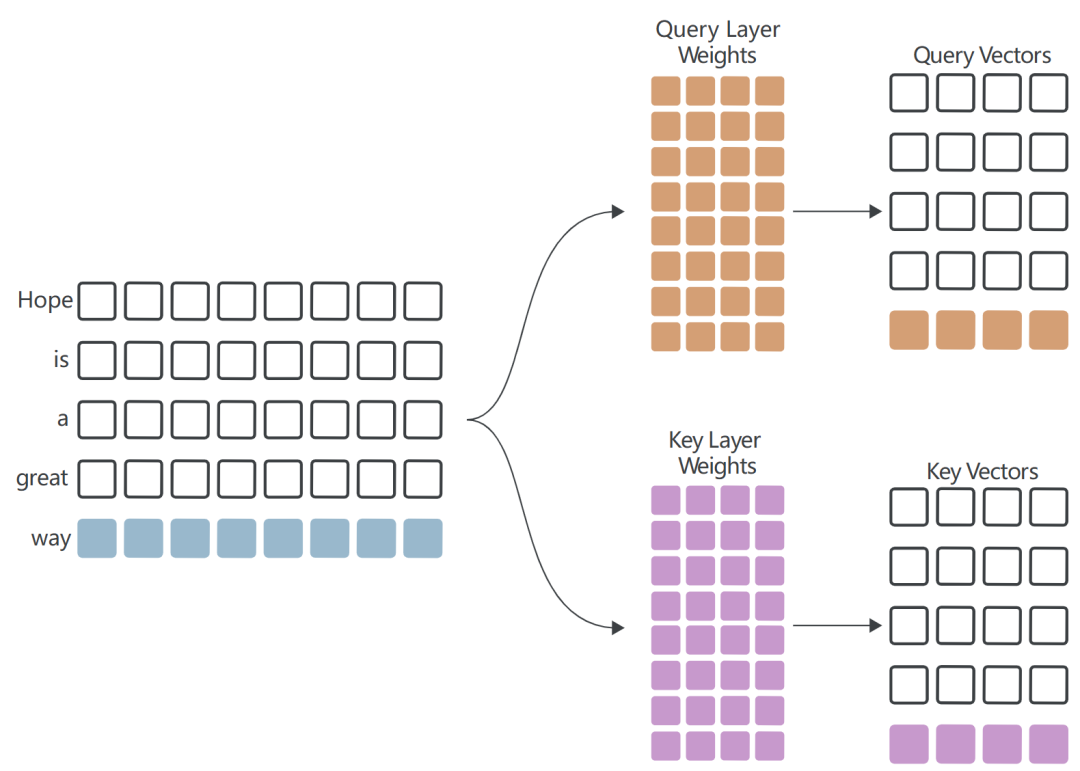 Query Layer
Weights
Query Vectors
Hope
is
a
great
way
Key Layer
Weights
Key Vectors